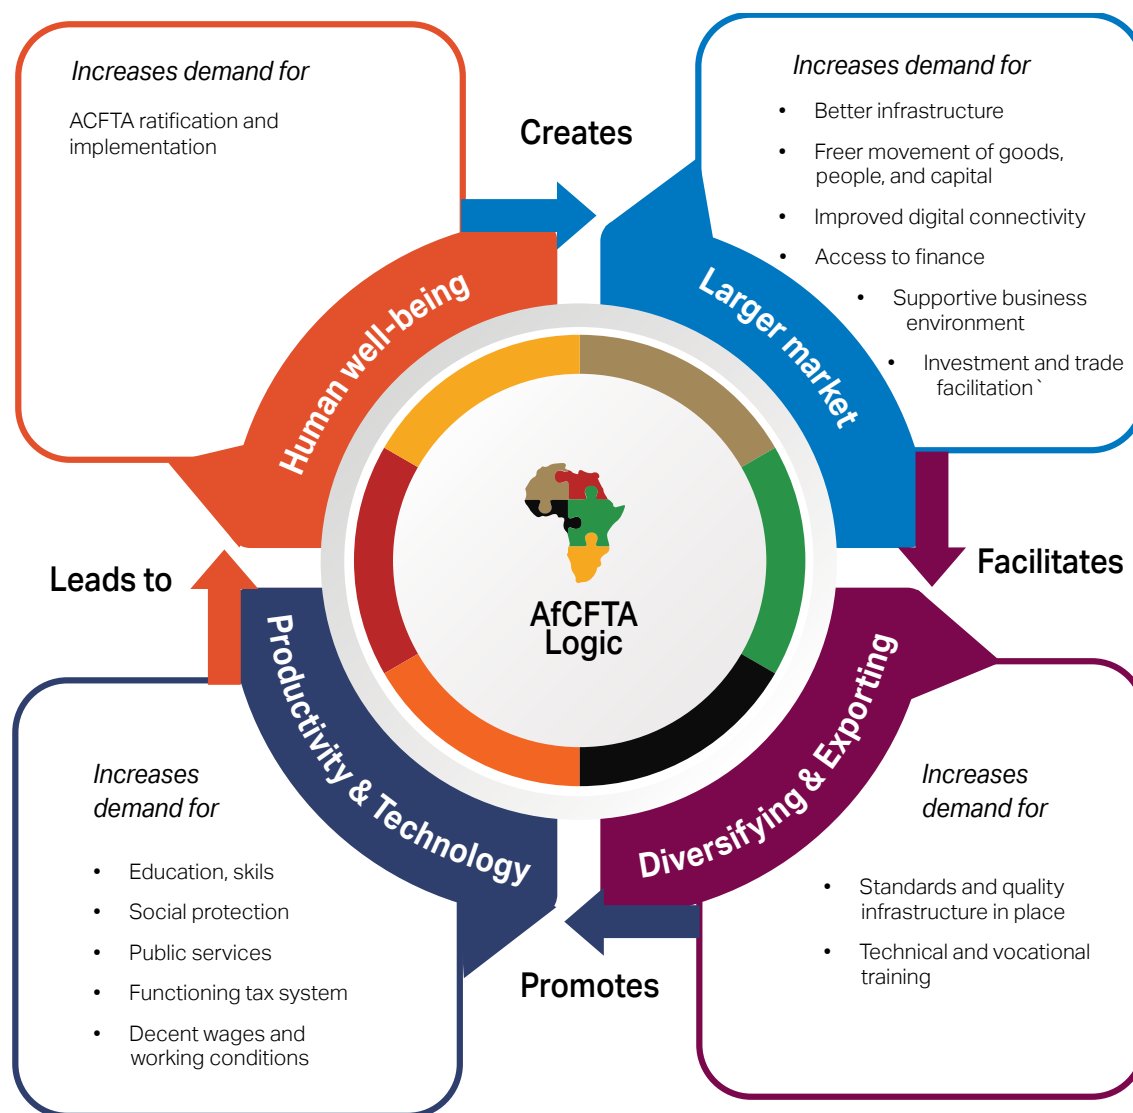 Increases demand for
ACFTA ratification and
implementation
Creates
Increases demand for
• Better infrastructure
• Freer movement of goods,
people, and capital
• Improved digital connectivity
• Access to finance
• Supportive business
environment
• Investment and trade
facilitation`
Human well-being
Larger market
Leads to
AfCFTA
Logic
Facilitates
Productivity & Technology
Diversifying & Exporting
Increases
demand for
• Education, skils
• Social protection
• Public services
• Functioning tax system
• Decent wages and
working conditions
Promotes
Increases
demand for
• Standards and quality
infrastructure in place
• Technical and vocational
training